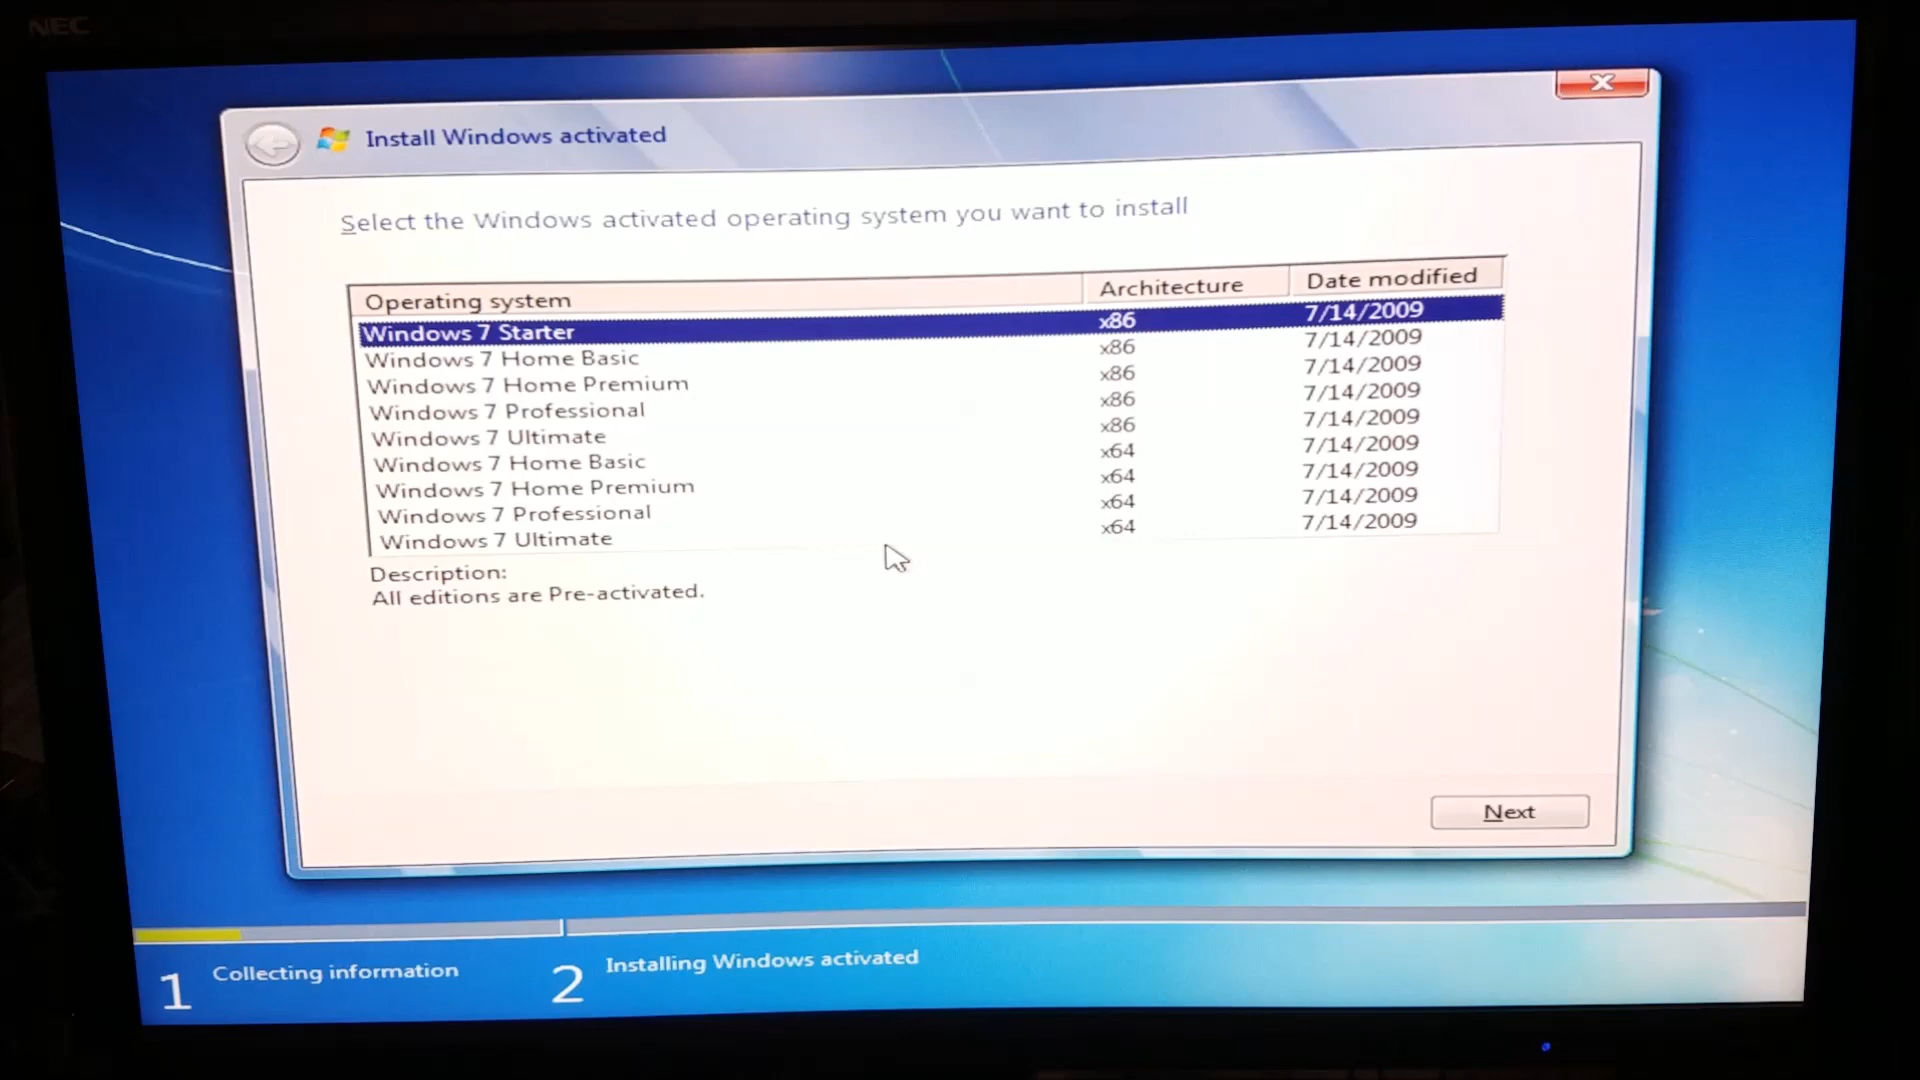 NEC
Install Windows activated
Select the Windows activated operating system you want to install
Operating system Architecture Date modified
Windows 7 Starter x86 7/14/2009
Windows 7 Home Basic x86 7/14/2009
Windows 7 Home Premium x86 7/14/2009
Windows 7 Professional x86 7/14/2009
Windows 7 Ultimate x86 7/14/2009
Windows 7 Home Basic x64 7/14/2009
Windows 7 Home Premium x64 7/14/2009
Windows 7 Professional x64 7/14/2009
Windows 7 Ultimate x64 7/14/2009
Description:
All editions are Pre-activated.
Next
1 Collecting information 2 Installing Windows activated